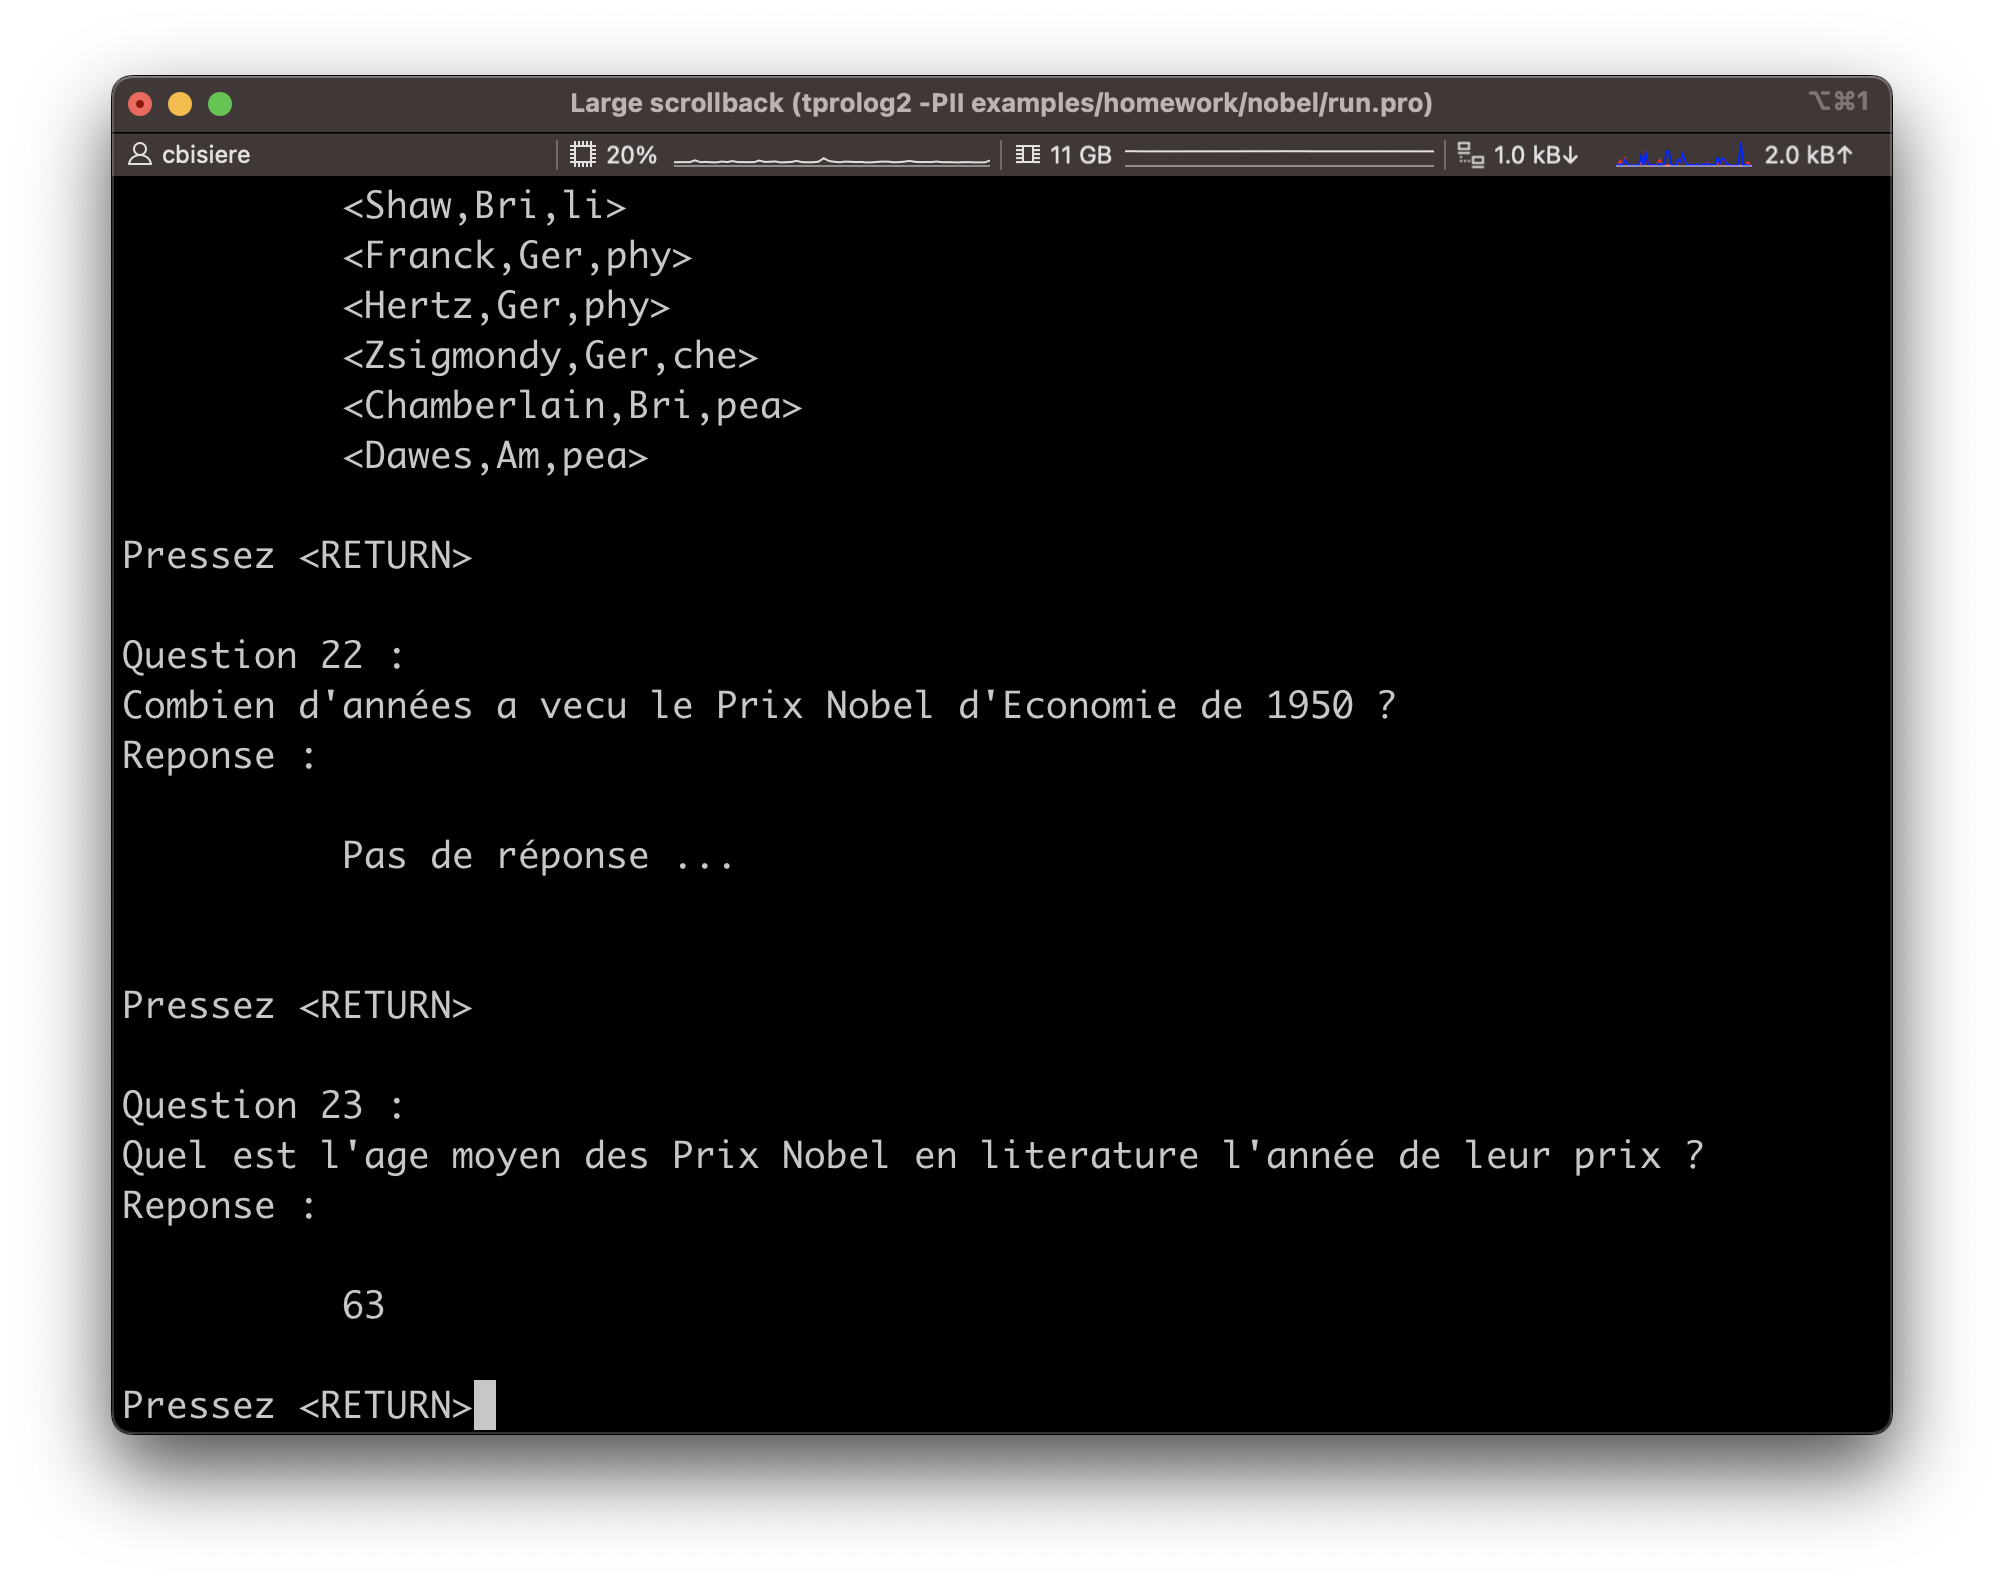 Large scrollback (tprolog2 -PII examples/homework/nobel/run.pro) ⌥⌘1
cbisiere 20% 11 GB 1.0 kB↓ 2.0 kB↑
<Shaw,Bri,li>
<Franck,Ger,phy>
<Hertz,Ger,phy>
<Zsigmondy,Ger,che>
<Chamberlain,Bri,pea>
<Dawes,Am,pea>
Pressez <RETURN>
Question 22 :
Combien d'années a vecu le Prix Nobel d'Economie de 1950 ?
Reponse :
Pas de réponse ...
Pressez <RETURN>
Question 23 :
Quel est l'age moyen des Prix Nobel en literature l'année de leur prix ?
Reponse :
63
Pressez <RETURN>